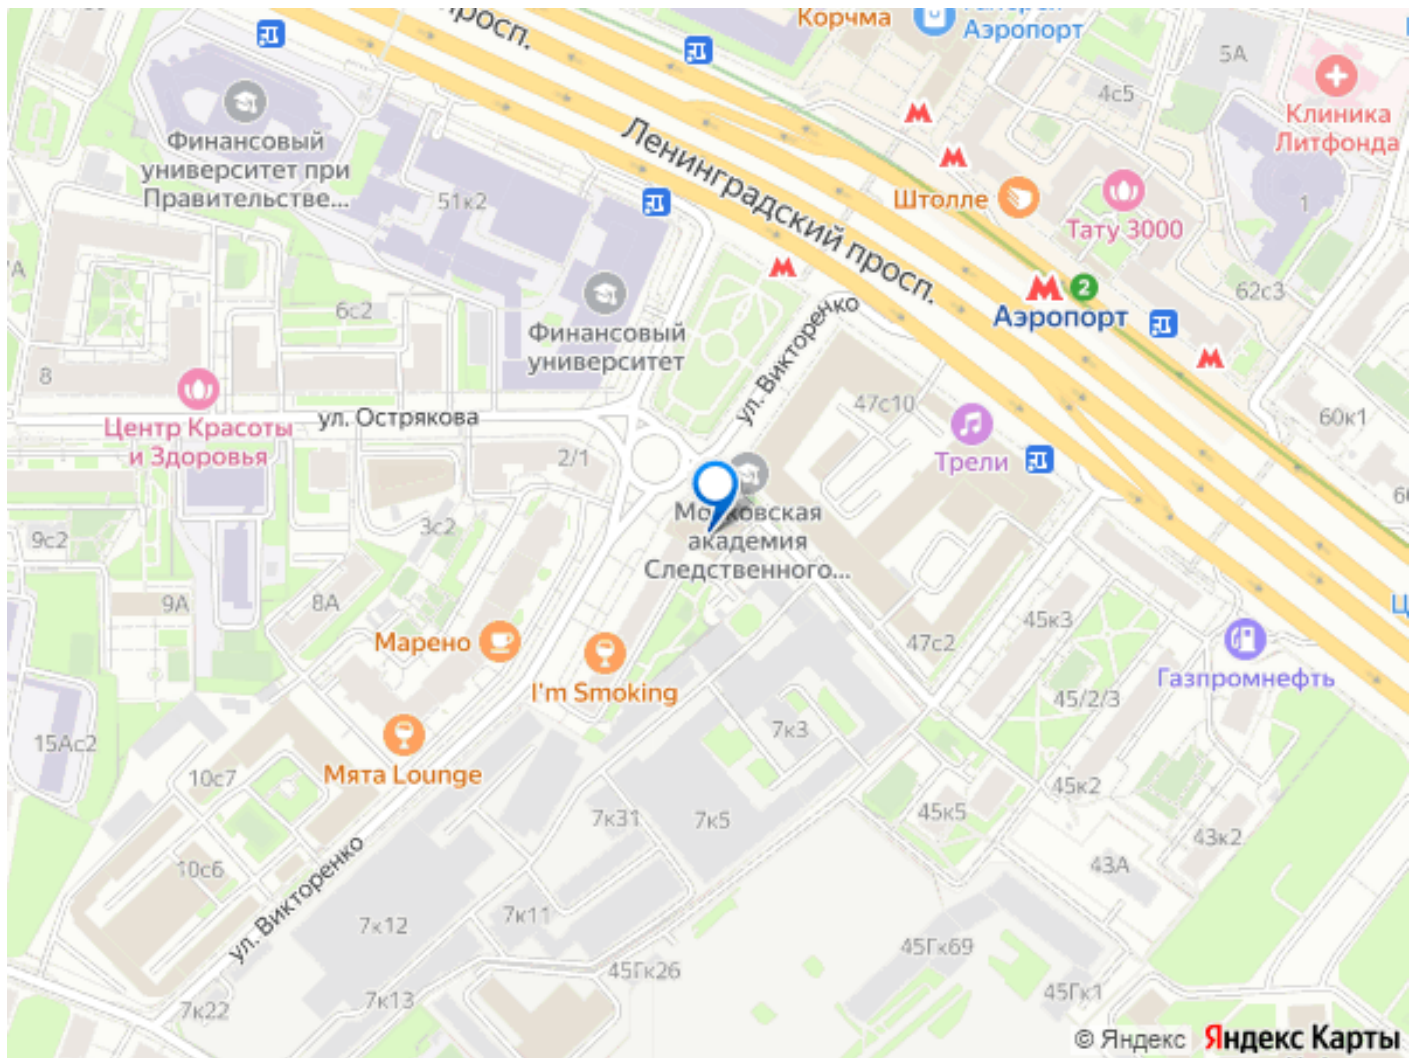 просп.
Корчма
Аэропорт
5А
4с5
Клиника
Литфонда
Финансовый
университет при
Правительстве...
51к2
Ленинградский просп.
Штолле
Тату 3000
1
62с3
2
Аэропорт
6с2
Финансовый
университет
ул. Викторенко
8
ул. Острякова
47с10
60к1
Центр Красоты
и Здоровья
2/1
Трели
Московская
академия
Следственного...
3с2
9с2
9А
8А
45к3
47с2
Марено
I'm Smoking
Газпромнефть
45/2/3
15Ас2
7к3
10с7
Мята Lounge
45к2
7к31
7к5
45к5
43к2
43А
10с6
ул. Викторенко
7к12
7к11
45Гк69
45Гк26
45Гк1
7к22
7к13
© Яндекс Яндекс Карты